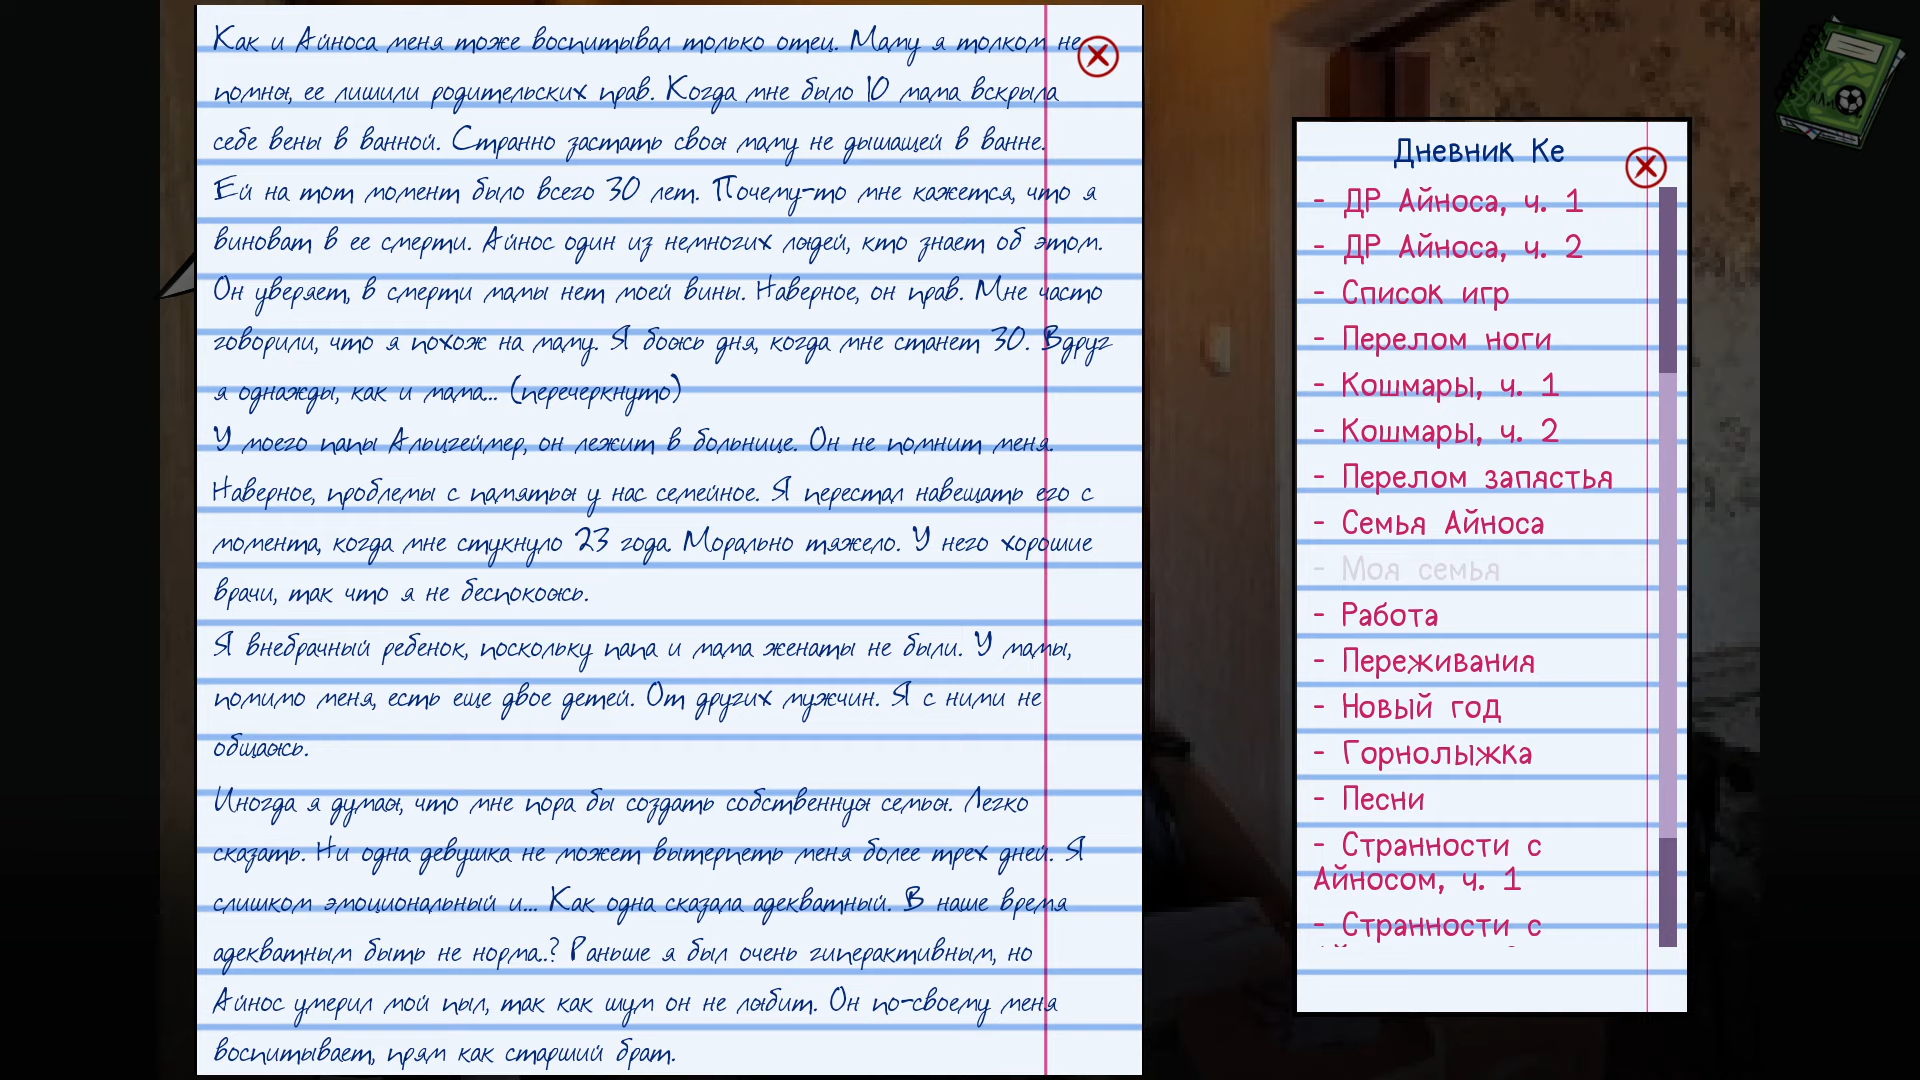 Как и Айноса меня тоже воспитывал только отец. Маму я толком не
помню, ее лишили родительских прав. Когда мне было 10 мама вскрыла
себе вены в ванной. Странно застать свою маму не дышащей в ванне.
Ей на тот момент было всего 30 лет. Почему-то мне кажется, что я
виноват в ее смерти. Айнос один из немногих людей, кто знает об этом.
Он уверяет, в смерти мамы нет моей вины. Наверное, он прав. Мне часто
говорили, что я похож на маму. Я боюсь дня, когда мне станет 30. Вдруг
я однажды, как и мама... (перечеркнуто)
У моего папы Альцгеймер, он лежит в больнице. Он не помнит меня.
Наверное, проблемы с памятью у нас семейное. Я перестал навещать его с
момента, когда мне стукнуло 23 года. Морально тяжело. У него хорошие
врачи, так что я не беспокоюсь.
Я внебрачный ребенок, поскольку папа и мама женаты не были. У мамы,
помимо меня, есть еще двое детей. От других мужчин. Я с ними не
общаюсь.
Иногда я думаю, что мне пора бы создать собственную семью. Легко
сказать. Ни одна девушка не может вытерпеть меня более трех дней. Я
слишком эмоциональный и... Как одна сказала адекватный. В наше время
адекватным быть не норма..? Раньше я был очень гиперактивным, но
Айнос умерил мой пыл, так как шум он не любит. Он по-своему меня
воспитывает, прям как старший брат.
Дневник Ке
- ДР Айноса, ч. 1
- ДР Айноса, ч. 2
- Список игр
- Перелом ноги
- Кошмары, ч. 1
- Кошмары, ч. 2
- Перелом запястья
- Семья Айноса
- Моя семья
- Работа
- Переживания
- Новый год
- Горнолыжка
- Песни
- Странности с
Айносом, ч. 1
- Странности с